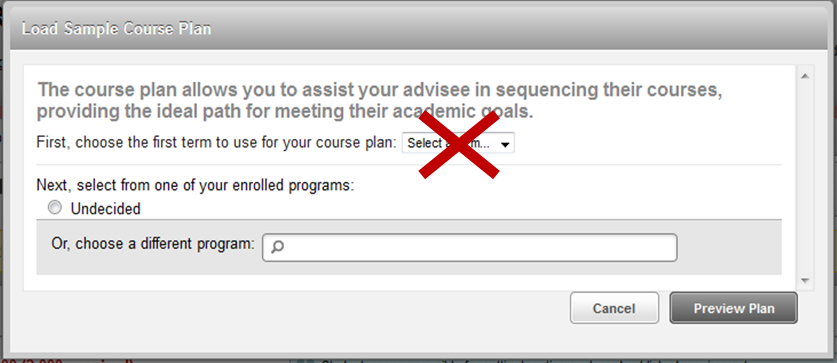 Load Sample Course Plan
The course plan allows you to assist your advisee in sequencing their courses,
providing the ideal path for meeting their academic goals.
First, choose the first term to use for your course plan: Select a term...
Next, select from one of your enrolled programs:
Undecided
Or, choose a different program:
Cancel
Preview Plan